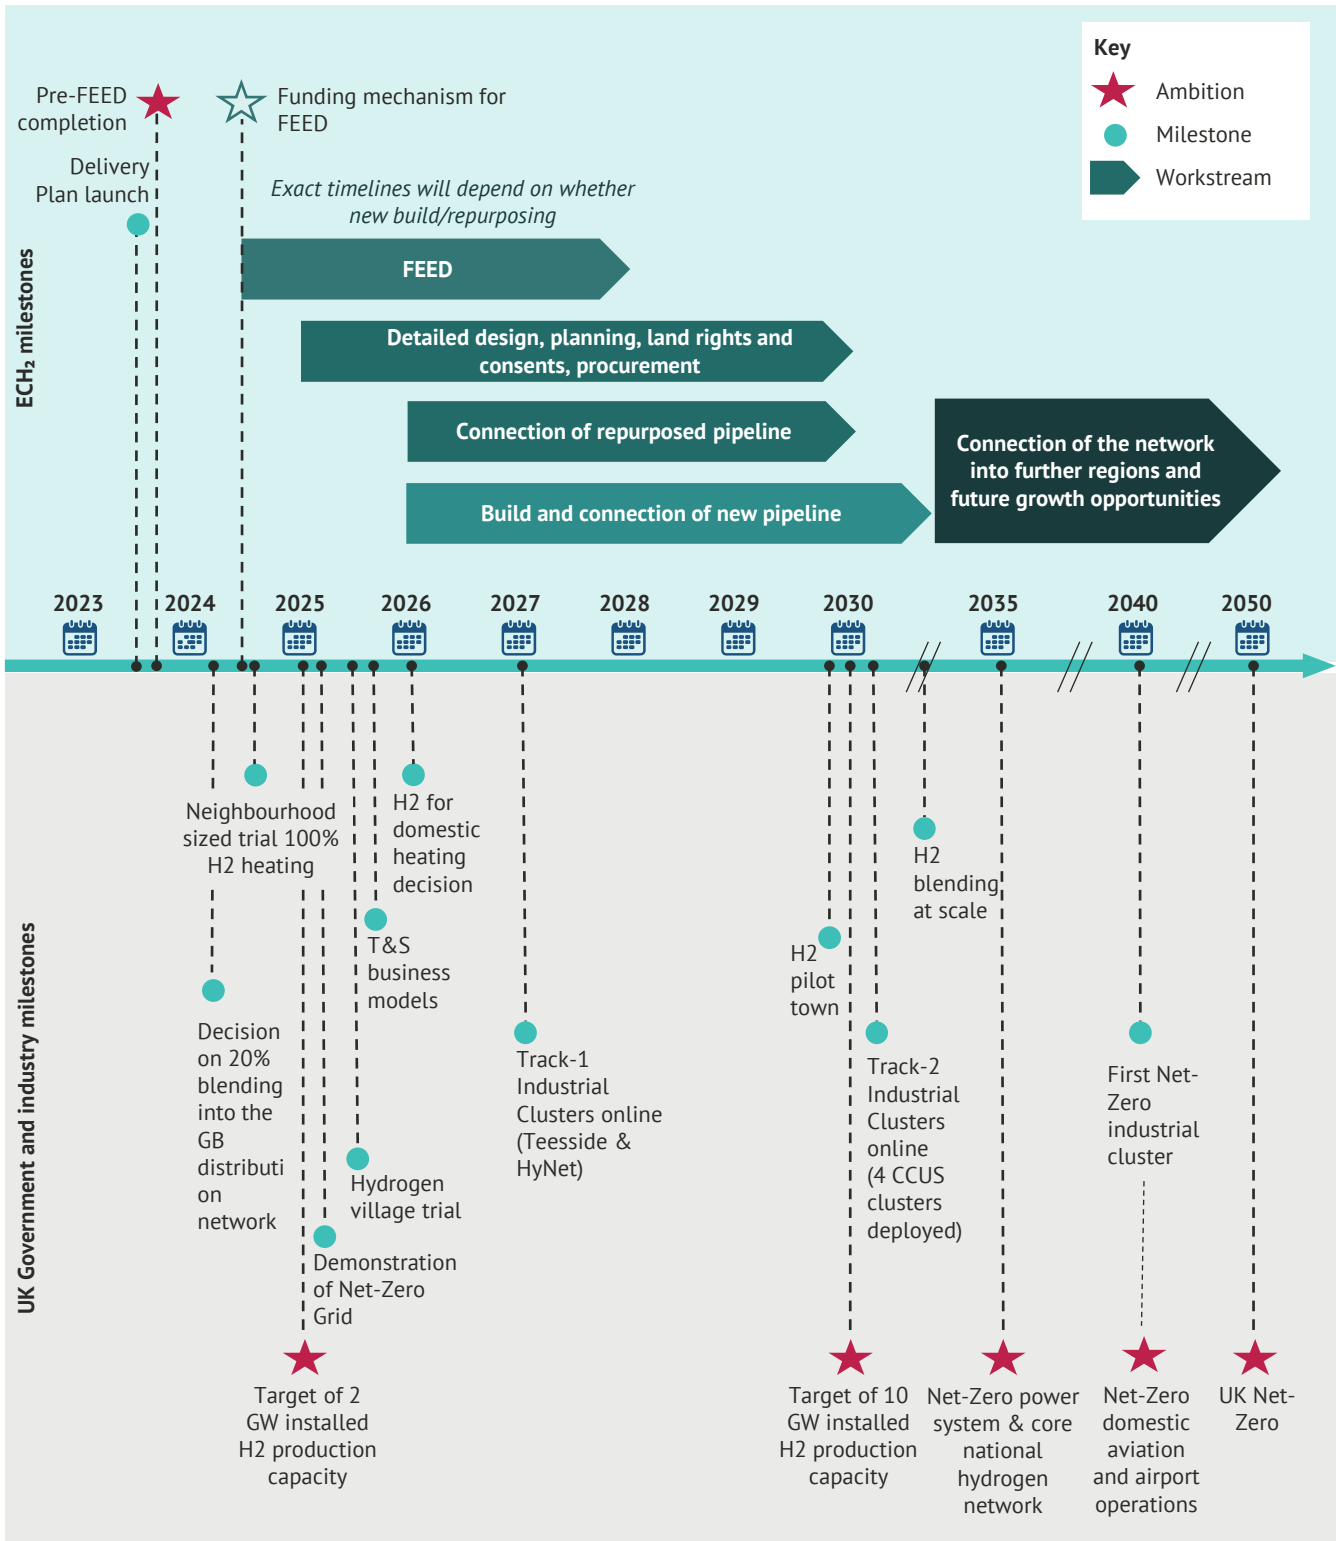 Key
Ambition
Milestone
Workstream
Pre-FEED
completion
Funding mechanism for
FEED
Delivery
Plan launch
Exact timelines will depend on whether
new build/repurposing
ECH₂ milestones
FEED
Detailed design, planning, land rights and
consents, procurement
Connection of repurposed pipeline
Build and connection of new pipeline
Connection of the network
into further regions and
future growth opportunities
2023 2024 2025 2026 2027 2028 2029 2030 2035 2040 2050
UK Government and industry milestones
Neighbourhood
sized trial 100%
H2 heating
H2 for
domestic
heating
decision
H2
blending
at scale
T&S
business
models
H2
pilot
town
Decision
on 20%
blending
into the
GB
distributi
on
network
Track-1
Industrial
Clusters online
(Teesside &
HyNet)
Track-2
Industrial
Clusters
online
(4 CCUS
clusters
deployed)
First Net-
Zero
industrial
cluster
Hydrogen
village trial
Demonstration
of Net-Zero
Grid
Target of 2
GW installed
H2 production
capacity
Target of 10
GW installed
H2 production
capacity
Net-Zero power
system & core
national
hydrogen
network
Net-Zero
domestic
aviation
and airport
operations
UK Net-
Zero